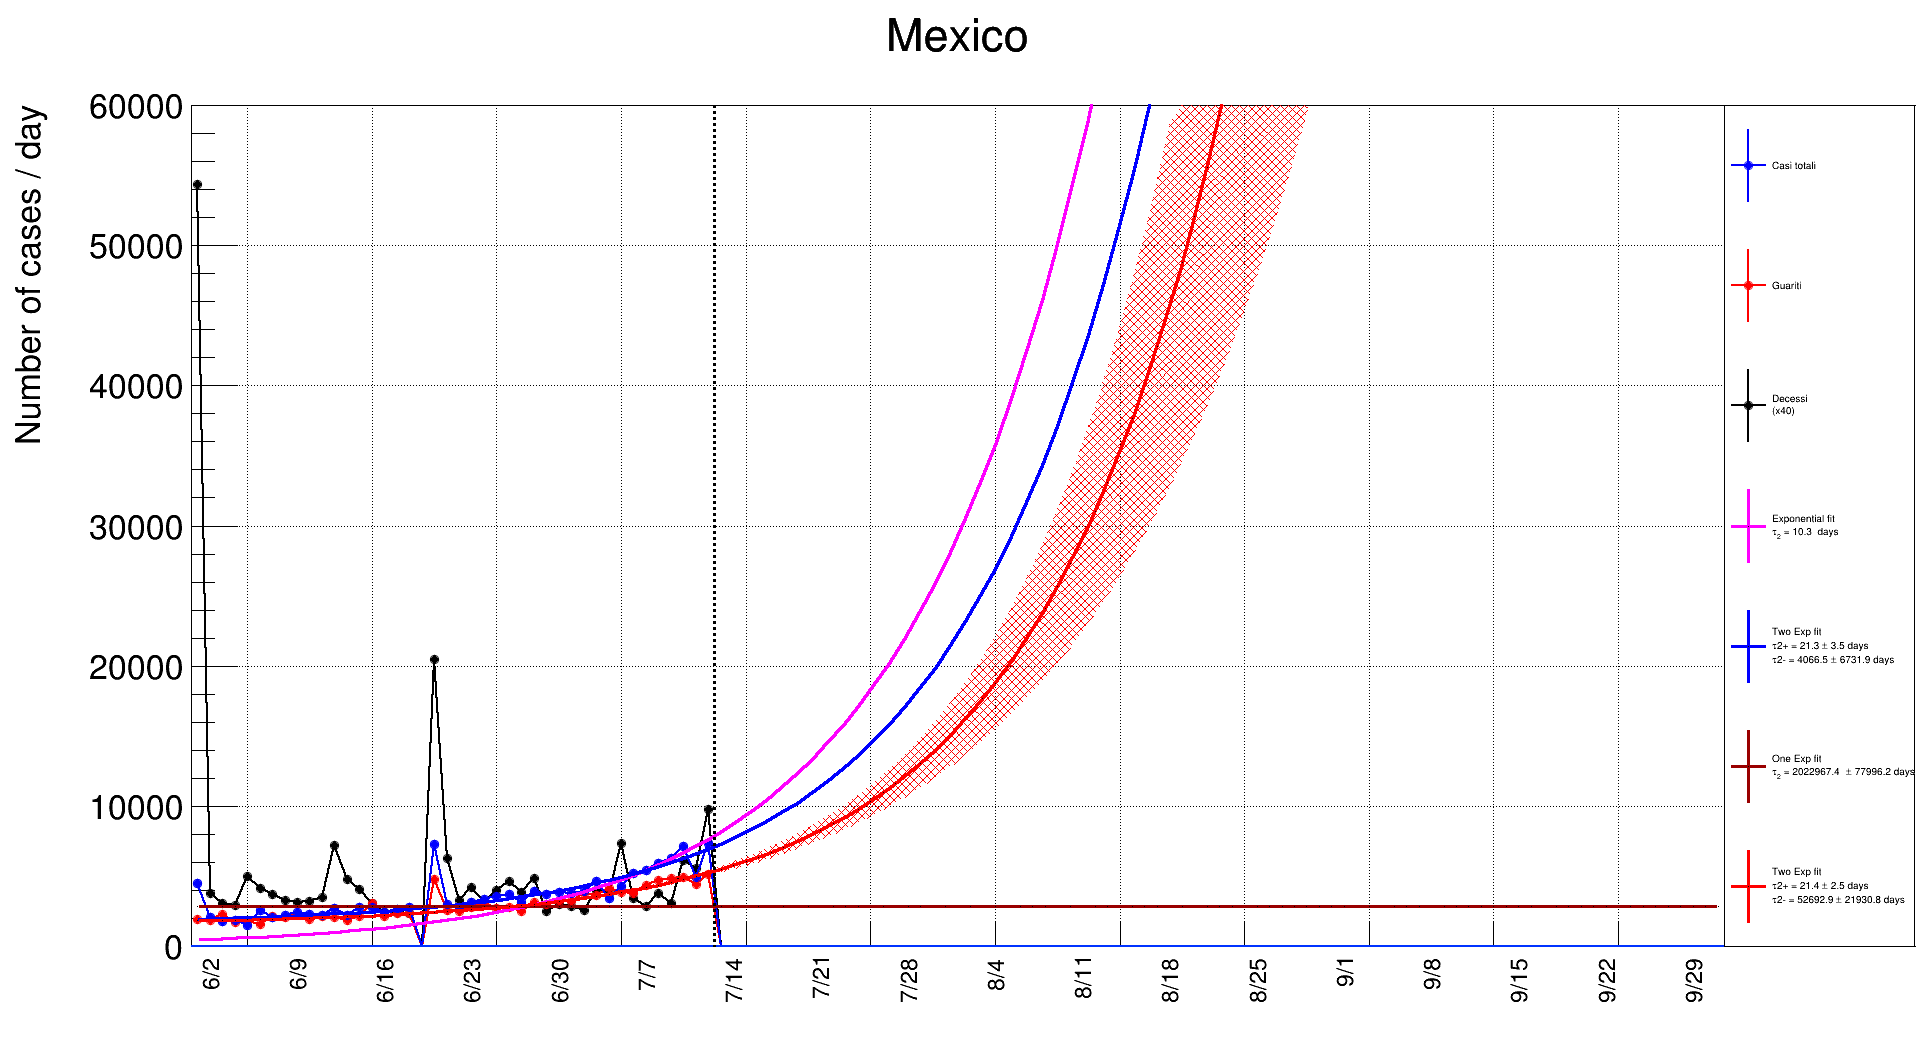 Mexico
Number of cases / day
60000
50000
40000
30000
20000
10000
0
6/2 6/9 6/16 6/23 6/30 7/7 7/14 7/21 7/28 8/4 8/11 8/18 8/25 9/1 9/8 9/15 9/22 9/29
Casi totali
Guariti
Decessi
(x40)
Exponential fit
τ2 = 10.3 days
Two Exp fit
τ2+ = 21.3 ± 3.5 days
τ2- = 4066.5 ± 6731.9 days
One Exp fit
τ2 = 2022967.4 ± 77996.2 days
Two Exp fit
τ2+ = 21.4 ± 2.5 days
τ2- = 52692.9 ± 21930.8 days